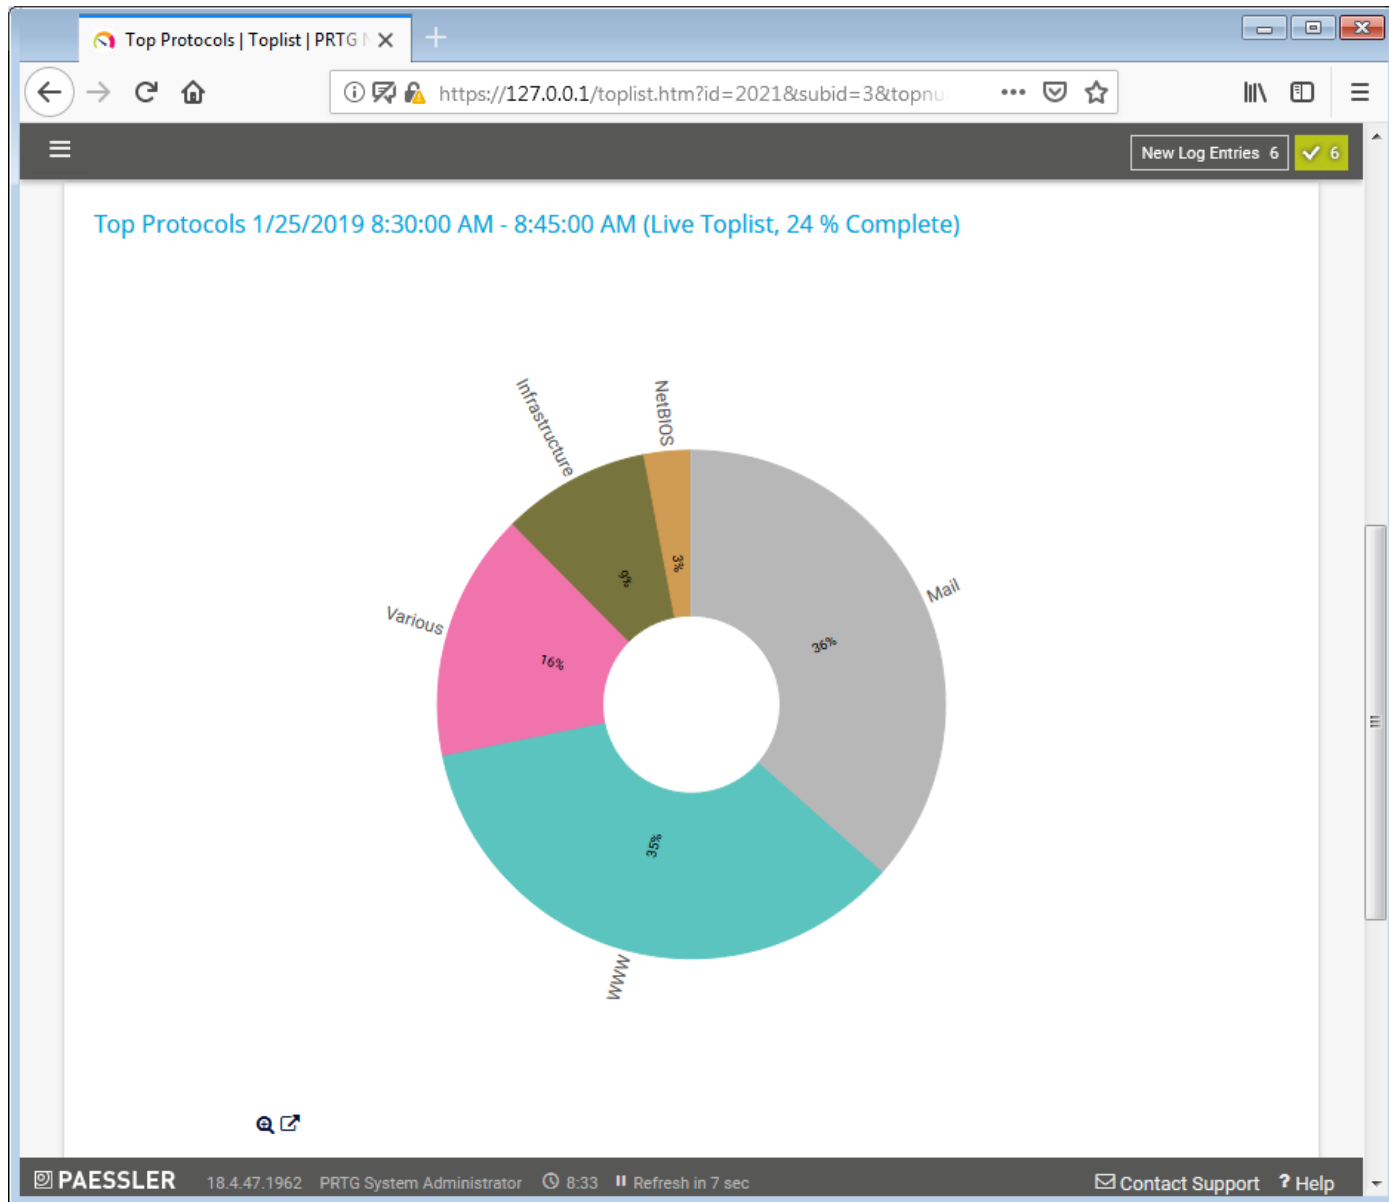 Top Protocols | Toplist | PRTG N
https://127.0.0.1/toplist.htm?id=2021&subid=3&topnu
New Log Entries 6
6
Top Protocols 1/25/2019 8:30:00 AM - 8:45:00 AM (Live Toplist, 24 % Complete)
NetBIOS
Infrastructure
3%
9%
Mail
Various
36%
16%
35%
WWW
PAESSLER 18.4.47.1962 PRTG System Administrator 8:33 Refresh in 7 sec Contact Support ? Help